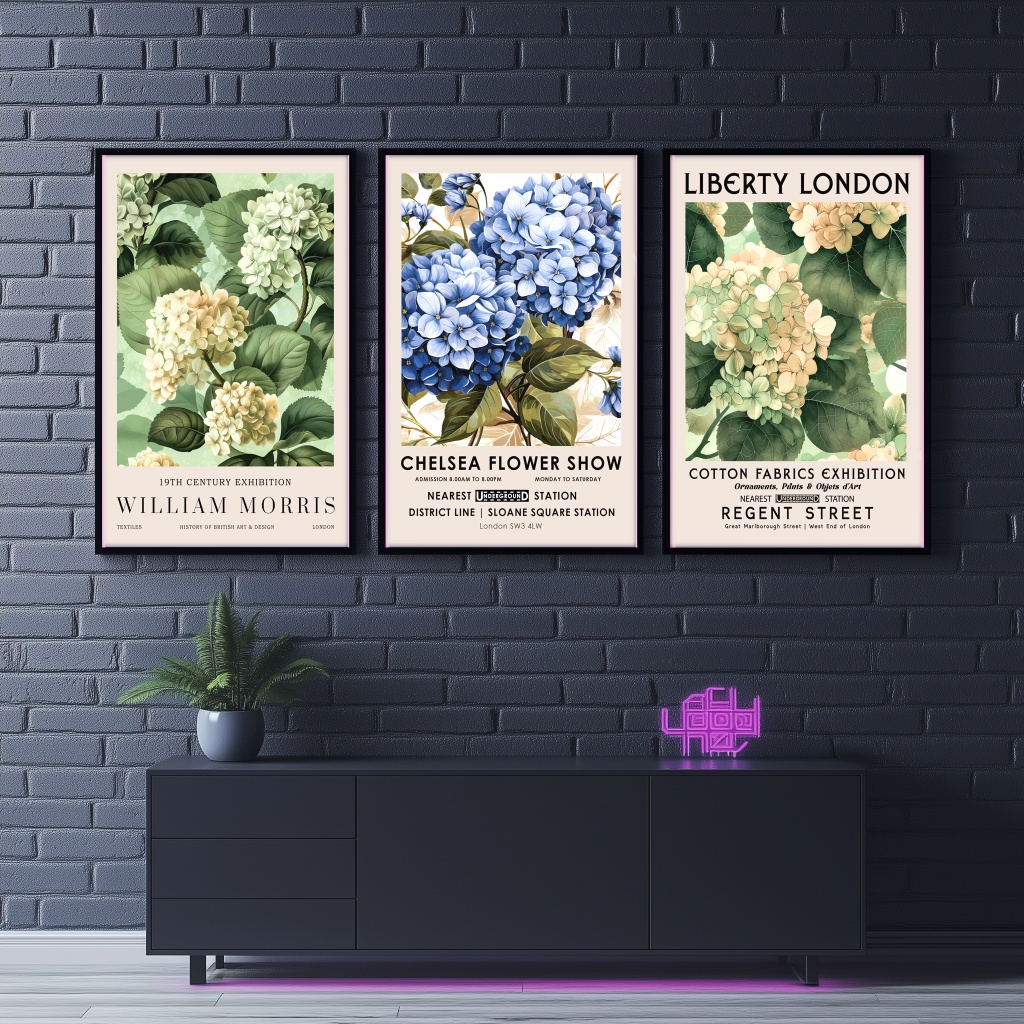 19TH CENTURY EXHIBITION
WILLIAM MORRIS
TEXTILES HISTORY OF BRITISH ART & DESIGN LONDON
CHELSEA FLOWER SHOW
ADMISSION 8.00AM TO 8.00PM MONDAY TO SATURDAY
NEAREST UNDERGROUND STATION
DISTRICT LINE | SLOANE SQUARE STATION
London SW3 4LW
LIBERTY LONDON
COTTON FABRICS EXHIBITION
Ornaments, Prints & Objets d'Art
NEAREST UNDERGROUND STATION
REGENT STREET
Great Marlborough Street | West End of London